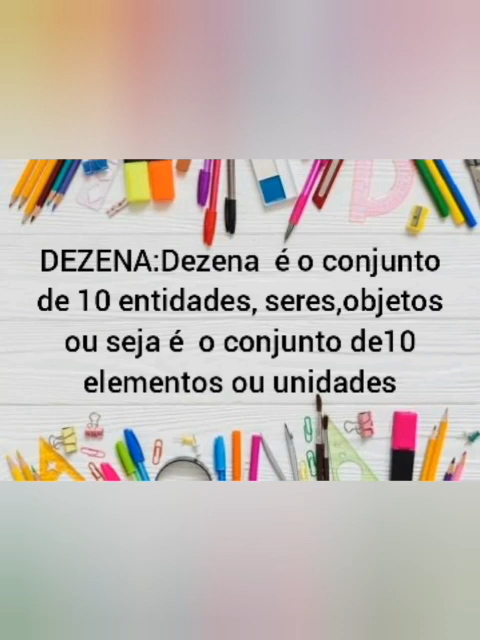 DEZENA:Dezena é o conjunto
de 10 entidades, seres,objetos
ou seja é o conjunto de10
elementos ou unidades